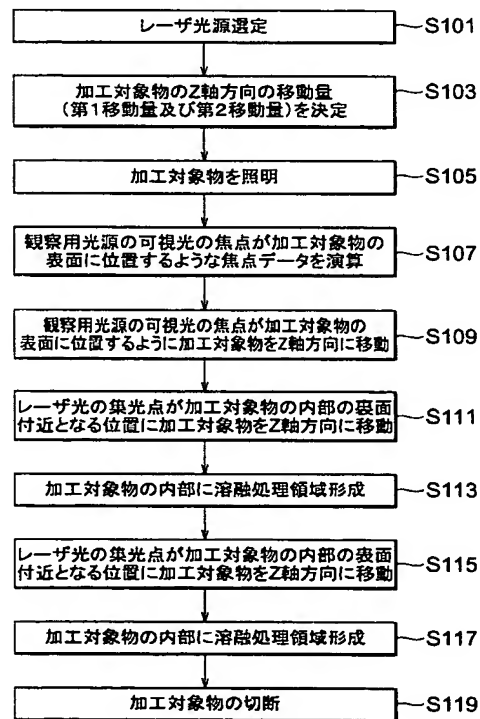 レーザ光源選定
S101
加工対象物のZ軸方向の移動量
(第1移動量及び第2移動量)を決定
S103
加工対象物を照明
S105
観察用光源の可視光の焦点が加工対象物の
表面に位置するような焦点データを演算
S107
観察用光源の可視光の焦点が加工対象物の
表面に位置するように加工対象物をZ軸方向に移動
S109
レーザ光の集光点が加工対象物の内部の裏面
付近となる位置に加工対象物をZ軸方向に移動
S111
加工対象物の内部に溶融処理領域形成
S113
レーザ光の集光点が加工対象物の内部の表面
付近となる位置に加工対象物をZ軸方向に移動
S115
加工対象物の内部に溶融処理領域形成
S117
加工対象物の切断
S119